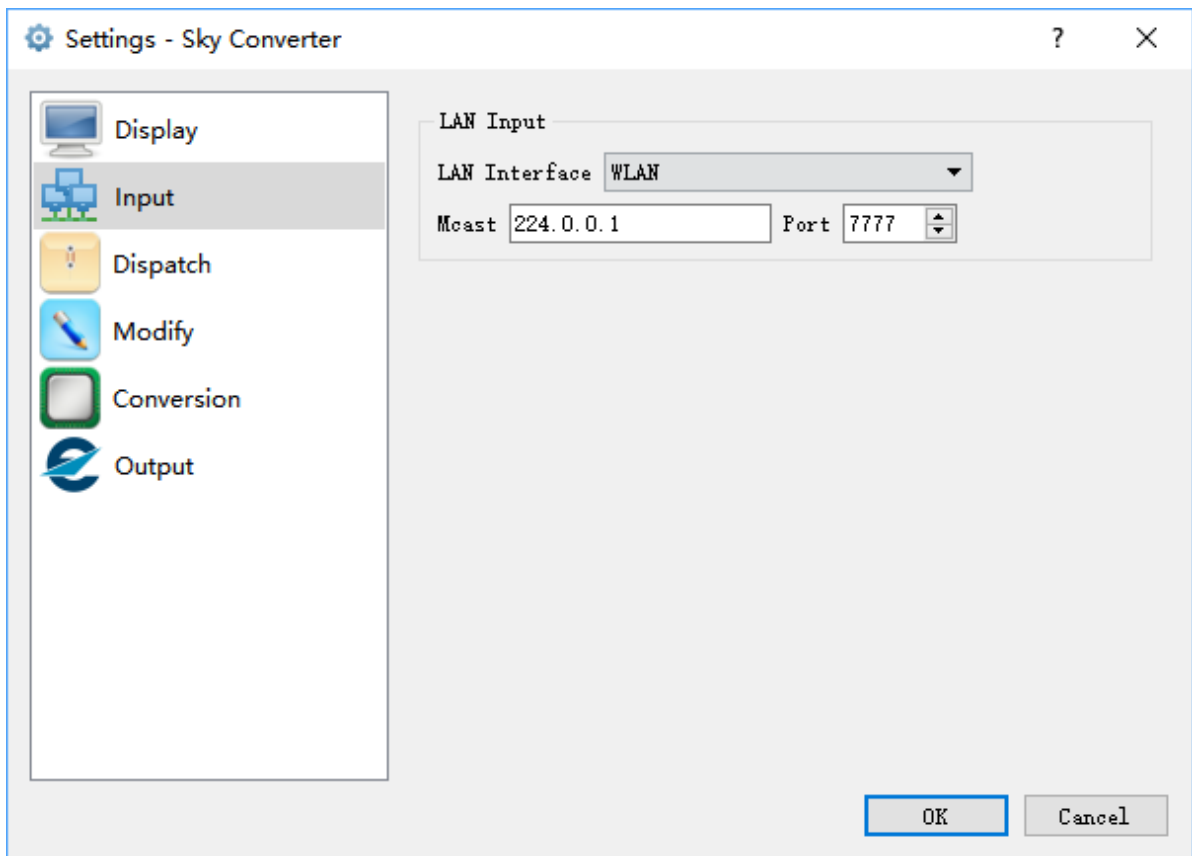 Settings - Sky Converter
?
Display
Input
Dispatch
Modify
Conversion
Output
LAN Input
LAN Interface WLAN
Mcast 224.0.0.1 Port 7777
OK Cancel